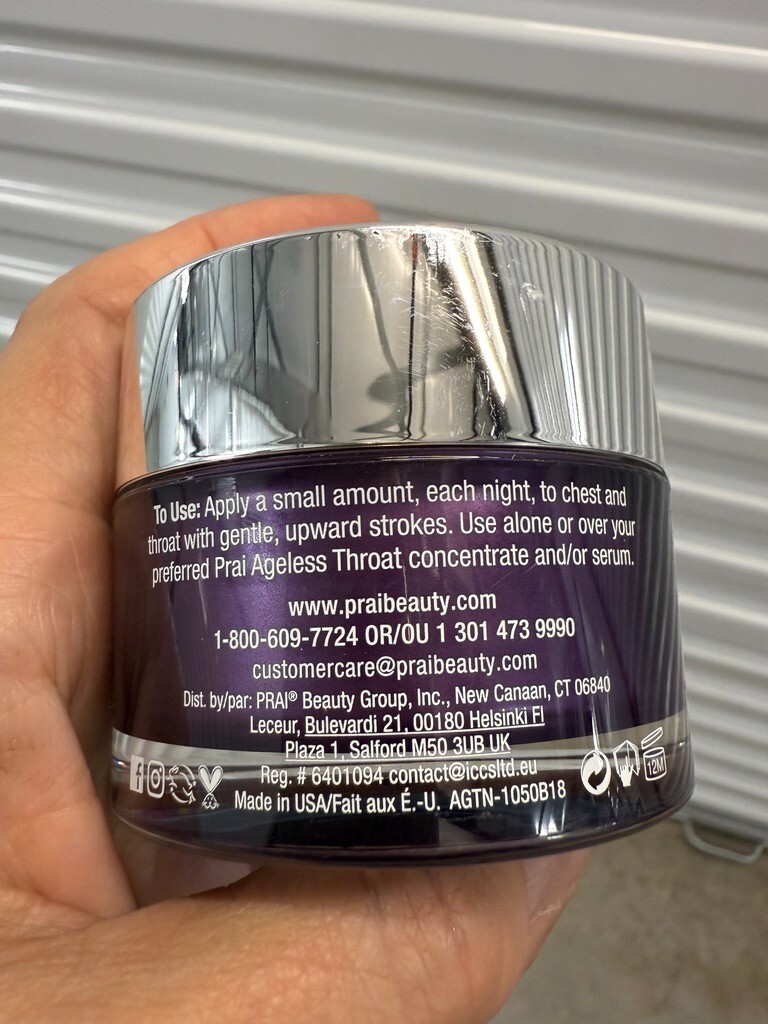 To Use: Apply a small amount, each night, to chest and
throat with gentle, upward strokes. Use alone or over your
preferred Prai Ageless Throat concentrate and/or serum.
www.praibeauty.com
1-800-609-7724 OR/OU 1 301 473 9990
customercare@praibeauty.com
Dist. by/par: PRAI® Beauty Group, Inc., New Canaan, CT 06840
Leceur, Bulevardi 21, 00180 Helsinki FI
Plaza 1, Salford M50 3UB UK
Reg. # 6401094 contact@iccsltd.eu
Made in USA/Fait aux É.-U. AGTN-1050B18
12M